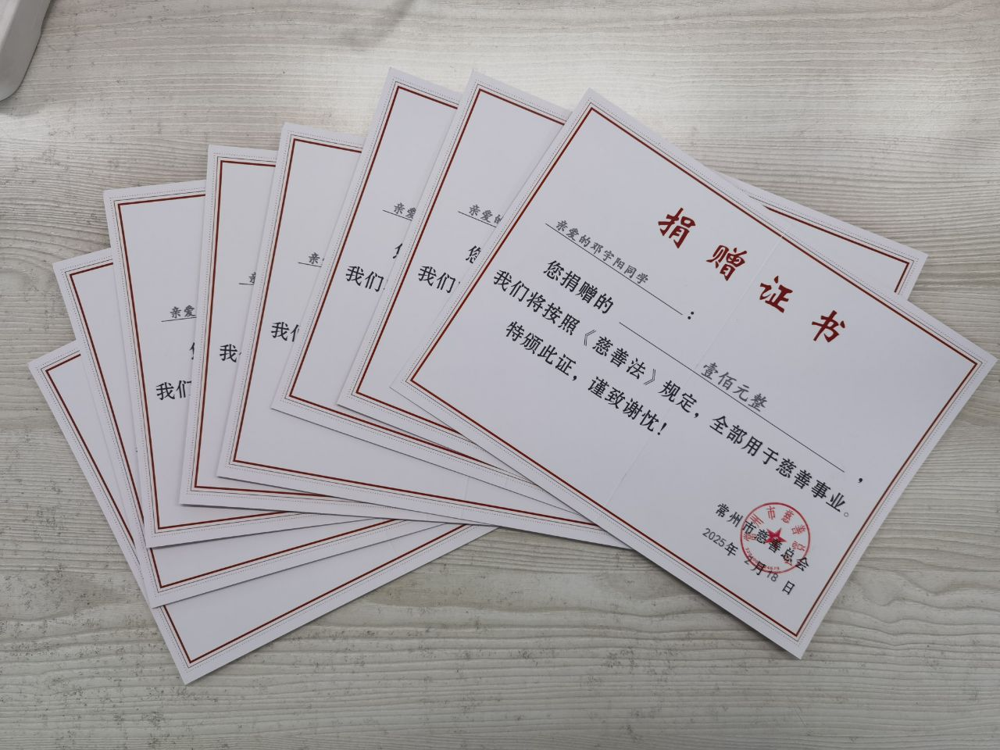 捐赠证书
亲爱的邓宇阳同学：
您捐赠的 壹佰元整，
我们将按照《慈善法》规定，全部用于慈善事业。
特颁此证，谨致谢忱！
常州市慈善总会
2025年 2月18日
亲爱
我们
亲爱
我们
亲
我们
亲
我
亲爱
我们